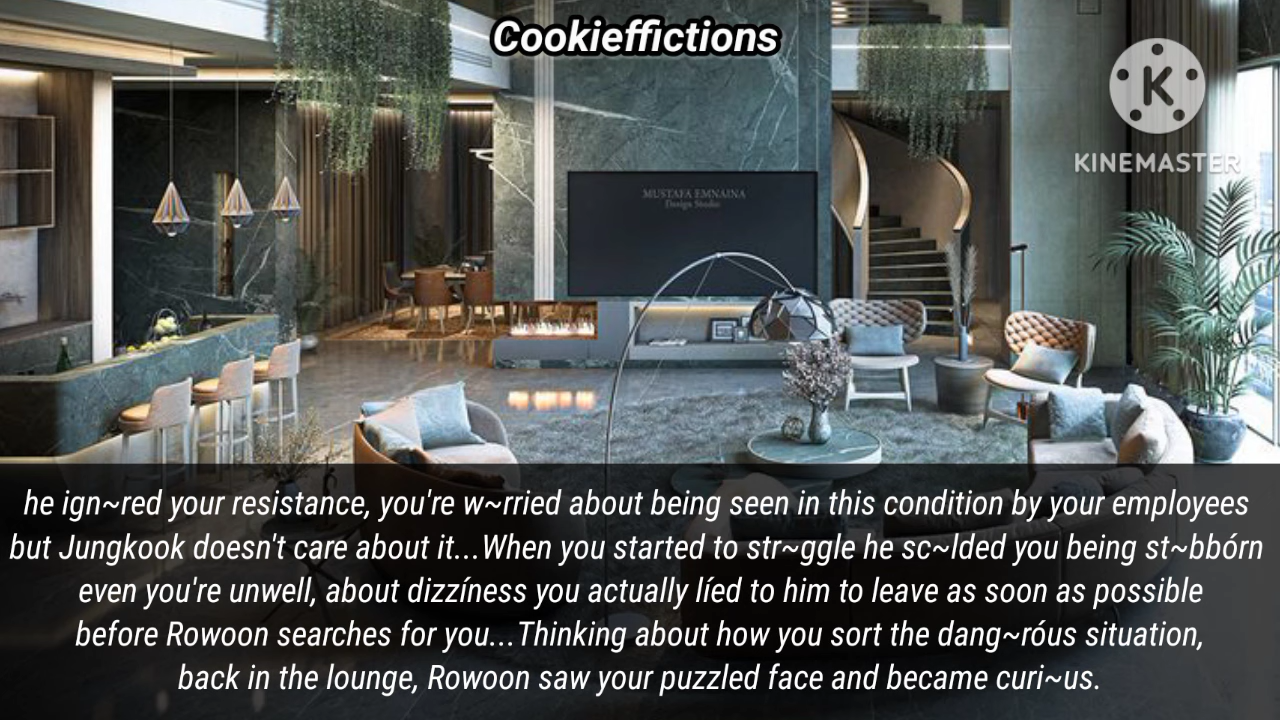 Cookieffictions
K
KINEMASTER
MUSTAFA EMNAINA
Design Studio
he ign~red your resistance, you're w~rried about being seen in this condition by your employees
but Jungkook doesn't care about it...When you started to str~ggle he sc~lded you being st~bbórn
even you're unwell, about dizzíness you actually líed to him to leave as soon as possible
before Rowoon searches for you...Thinking about how you sort the dang~róus situation,
back in the lounge, Rowoon saw your puzzled face and became curi~us.